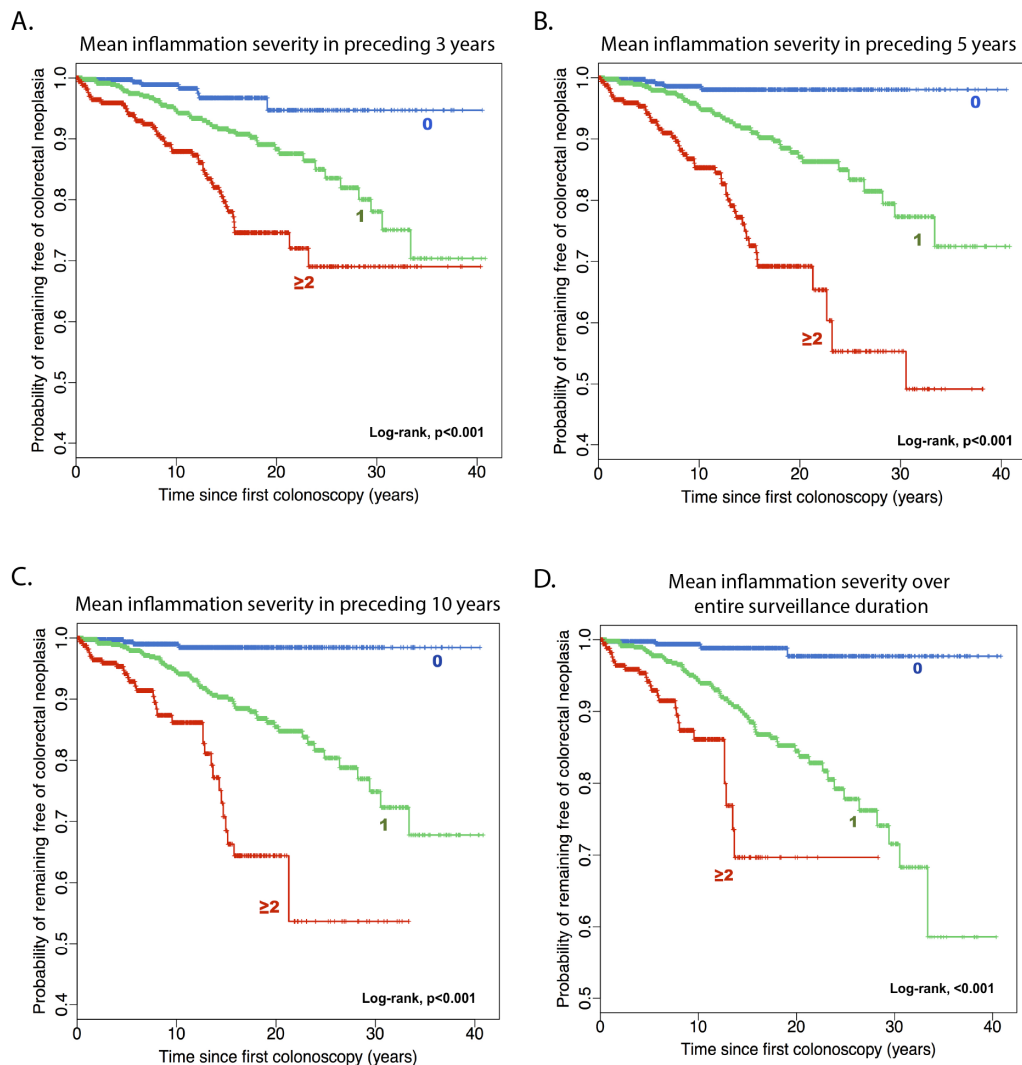 A.
Mean inflammation severity in preceding 3 years
Probability of remaining free of colorectal neoplasia
1.0
0.9
0.8
0.7
0.6
0.5
0.4
0
1
≥2
Log-rank, p<0.001
0 10 20 30 40
Time since first colonoscopy (years)
B.
Mean inflammation severity in preceding 5 years
Probability of remaining free of colorectal neoplasia
1.0
0.9
0.8
0.7
0.6
0.5
0.4
0
1
≥2
Log-rank, p<0.001
0 10 20 30 40
Time since first colonoscopy (years)
C.
Mean inflammation severity in preceding 10 years
Probability of remaining free of colorectal neoplasia
1.0
0.9
0.8
0.7
0.6
0.5
0.4
0
1
≥2
Log-rank, p<0.001
0 10 20 30 40
Time since first colonoscopy (years)
D.
Mean inflammation severity over
entire surveillance duration
Probability of remaining free of colorectal neoplasia
1.0
0.9
0.8
0.7
0.6
0.5
0
1
≥2
Log-rank, <0.001
0 10 20 30 40
Time since first colonoscopy (years)